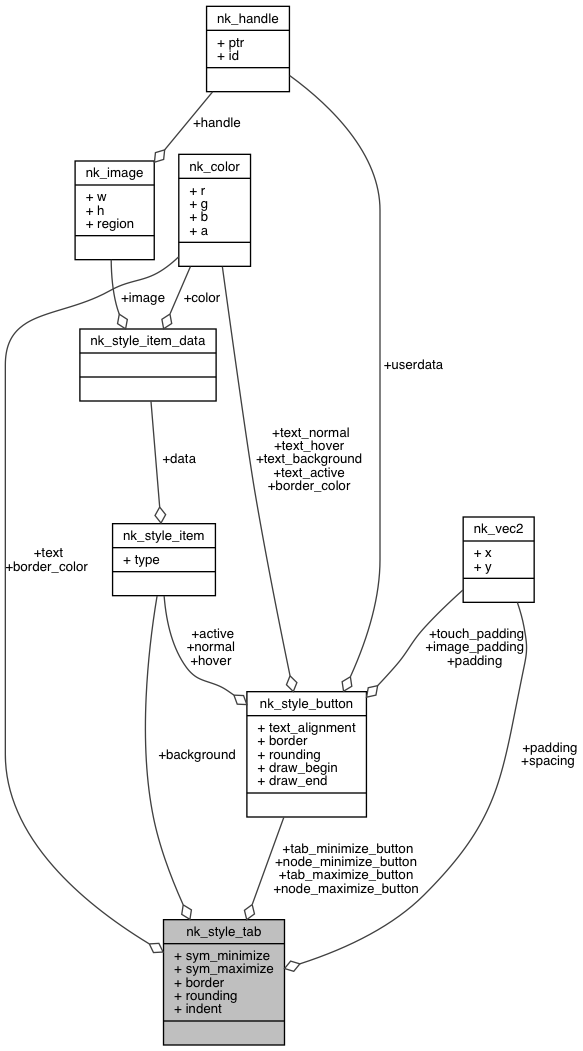 nk_handle
+ ptr
+ id
+handle
nk_image
+ w
+ h
+ region
nk_color
+ r
+ g
+ b
+ a
+image
+color
nk_style_item_data
+userdata
+text_normal
+text_hover
+text_background
+text_active
+border_color
+data
nk_style_item
+ type
nk_vec2
+ x
+ y
+text
+border_color
+active
+normal
+hover
+touch_padding
+image_padding
+padding
nk_style_button
+ text_alignment
+ border
+ rounding
+ draw_begin
+ draw_end
+background
+padding
+spacing
+tab_minimize_button
+node_minimize_button
+tab_maximize_button
+node_maximize_button
nk_style_tab
+ sym_minimize
+ sym_maximize
+ border
+ rounding
+ indent